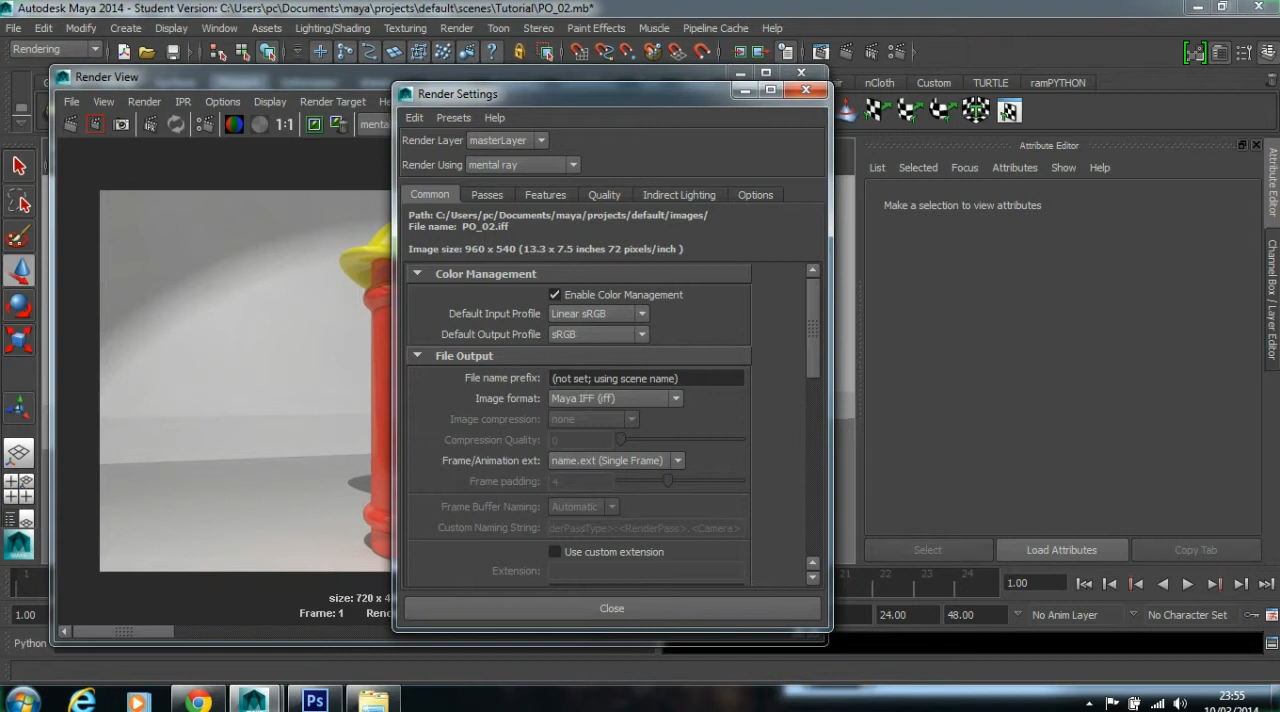 Autodesk Maya 2014 - Student Version: C:\Users\pc\Documents\maya\projects\default\scenes\Tutorial\PO_02.mb*
File Edit Modify Create Display Window Assets Lighting/Shading Texturing Render Toon Stereo Paint Effects Muscle Pipeline Cache Help
Rendering
Render View
nCloth Custom TURTLE ramPYTHON
File View Render IPR Options Display Render Target He
1:1 menta
Render Settings
Edit Presets Help
Render Layer masterLayer
Render Using mental ray
Common Passes Features Quality Indirect Lighting Options
Path: C:/Users/pc/Documents/maya/projects/default/images/
File name: PO_02.iff
Image size: 960 x 540 (13.3 x 7.5 inches 72 pixels/inch )
Color Management
Enable Color Management
Default Input Profile Linear sRGB
Default Output Profile sRGB
File Output
File name prefix: (not set; using scene name)
Image format: Maya IFF (iff)
Image compression: none
Compression Quality: 0
Frame/Animation ext: name.ext (Single Frame)
Frame padding: 4
Frame Buffer Naming: Automatic
Custom Naming String: derPassType>:<RenderPass>.<Camera>
Use custom extension
Extension:
Close
Attribute Editor
List Selected Focus Attributes Show Help
Make a selection to view attributes
Attribute Editor
Channel Box / Layer Editor
Select Load Attributes Copy Tab
size: 720 x 4
Frame: 1 Ren
1 21 22 23 24 1.00
1.00 24.00 48.00 No Anim Layer No Character Set
Python
Ps
23:55
10/03/2014